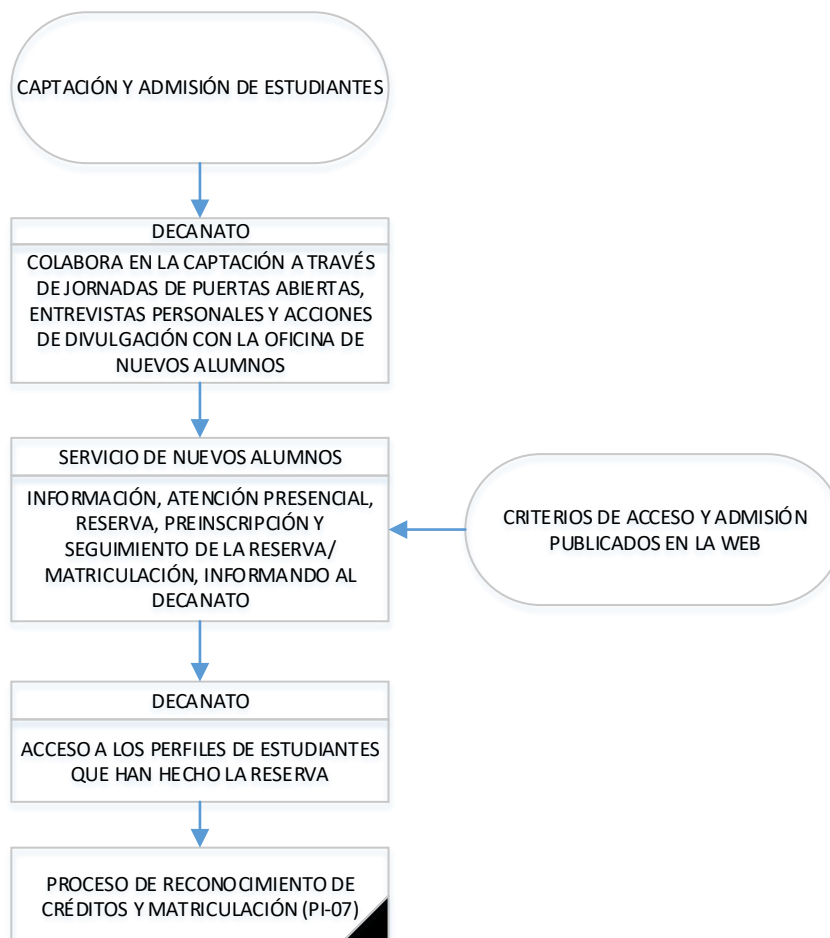 CAPTACIÓN Y ADMISIÓN DE ESTUDIANTES
DECANATO
COLABORA EN LA CAPTACIÓN A TRAVÉS
DE JORNADAS DE PUERTAS ABIERTAS,
ENTREVISTAS PERSONALES Y ACCIONES
DE DIVULGACIÓN CON LA OFICINA DE
NUEVOS ALUMNOS
SERVICIO DE NUEVOS ALUMNOS
INFORMACIÓN, ATENCIÓN PRESENCIAL,
RESERVA, PREINSCRIPCIÓN Y
SEGUIMIENTO DE LA RESERVA/
MATRICULACIÓN, INFORMANDO AL
DECANATO
CRITERIOS DE ACCESO Y ADMISIÓN
PUBLICADOS EN LA WEB
DECANATO
ACCESO A LOS PERFILES DE ESTUDIANTES
QUE HAN HECHO LA RESERVA
PROCESO DE RECONOCIMIENTO DE
CRÉDITOS Y MATRICULACIÓN (PI-07)